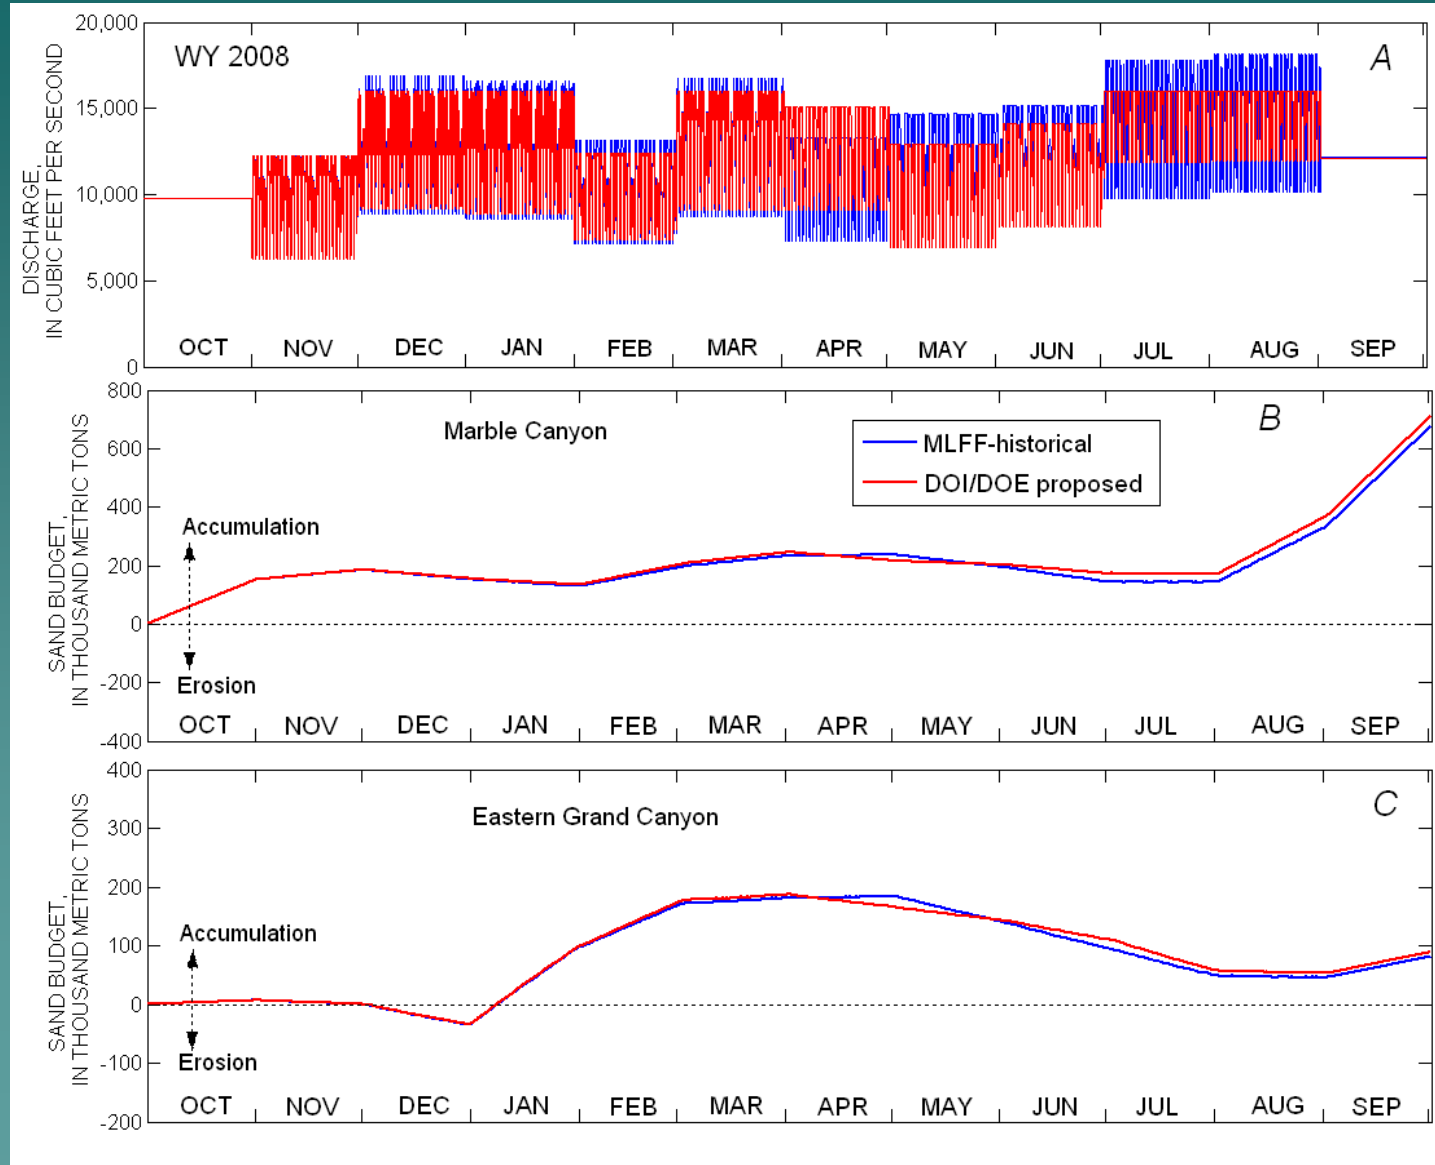 20,000
15,000
10,000
5,000
0
DISCHARGE,
IN CUBIC FEET PER SECOND
WY 2008
A
OCT NOV DEC JAN FEB MAR APR MAY JUN JUL AUG SEP
800
600
400
200
0
-200
-400
SAND BUDGET,
IN THOUSAND METRIC TONS
Marble Canyon
B
MLFF-historical
DOI/DOE proposed
Accumulation
Erosion
OCT NOV DEC JAN FEB MAR APR MAY JUN JUL AUG SEP
400
300
200
100
0
-100
-200
SAND BUDGET,
IN THOUSAND METRIC TONS
Eastern Grand Canyon
C
Accumulation
Erosion
OCT NOV DEC JAN FEB MAR APR MAY JUN JUL AUG SEP